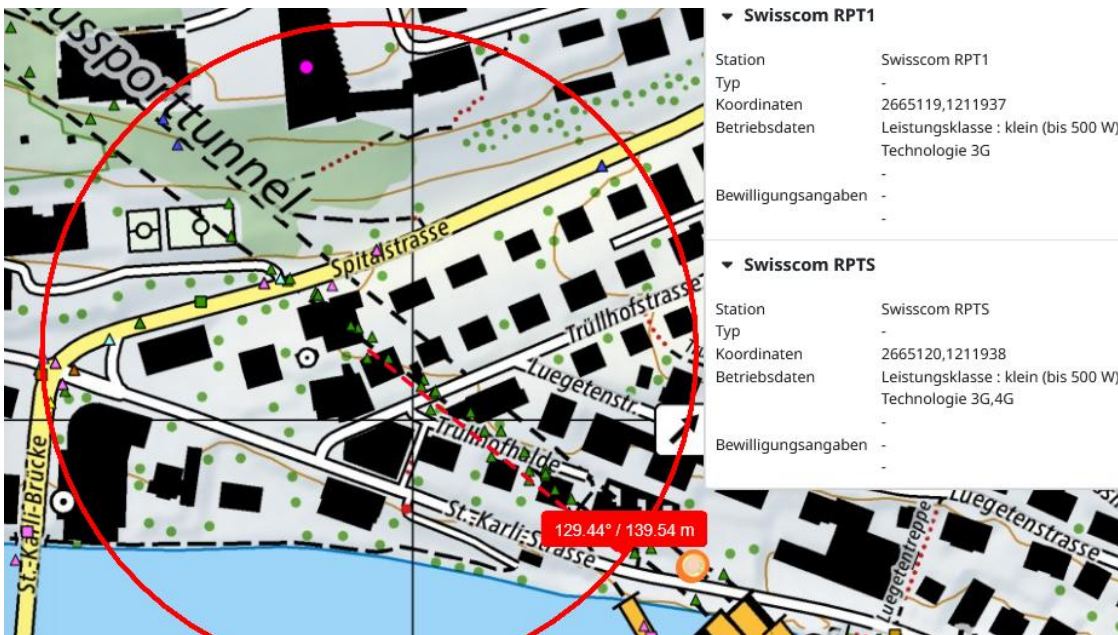 ussporttunnel
Spitalstrasse
Trüllhofstrasse
Luegetenstr.
Trüllhofhalde
St.-Karli-Brücke
St.-Karli-Strasse
129.44° / 139.54 m
Luegetenstrasse
Luegetentreppe
Swisscom RPT1
Station Swisscom RPT1
Typ -
Koordinaten 2665119,1211937
Betriebsdaten Leistungsklasse : klein (bis 500 W)
Technologie 3G
-
Bewilligungsangaben -
-
Swisscom RPTS
Station Swisscom RPTS
Typ -
Koordinaten 2665120,1211938
Betriebsdaten Leistungsklasse : klein (bis 500 W)
Technologie 3G,4G
-
Bewilligungsangaben -
-